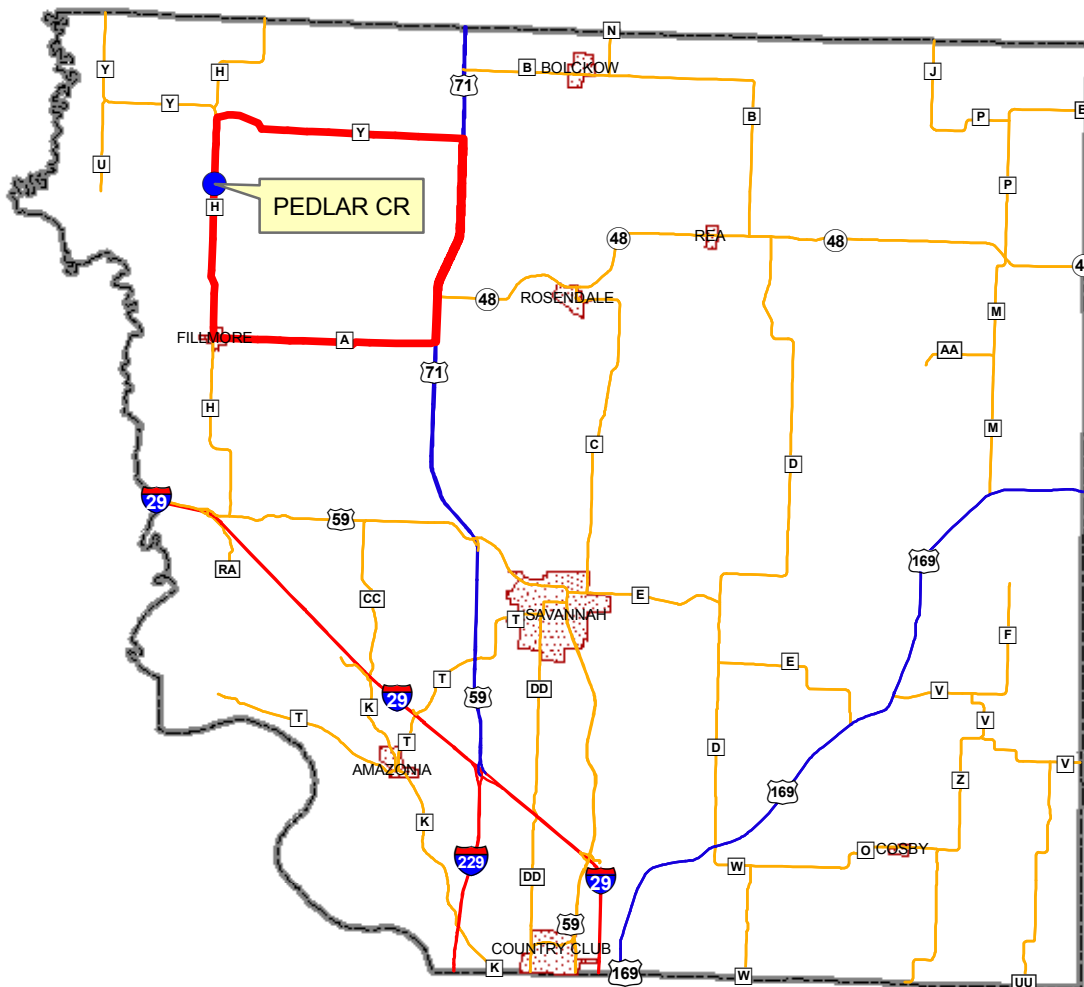 N
BOLCKOW
B
Y
H
J
71
Y
P
E
B
Y
U
P
PEDLAR CR
H
48
REA
48
4
48
ROSENDALE
M
FILLMORE
A
AA
71
H
M
C
D
29
59
169
RA
CC
E
T
SAVANNAH
F
E
T
DD
V
29
59
K
T
V
T
D
AMAZONIA
V
Z
169
K
229
O
COSBY
W
DD
29
59
COUNTRY CLUB
K
169
W
UU